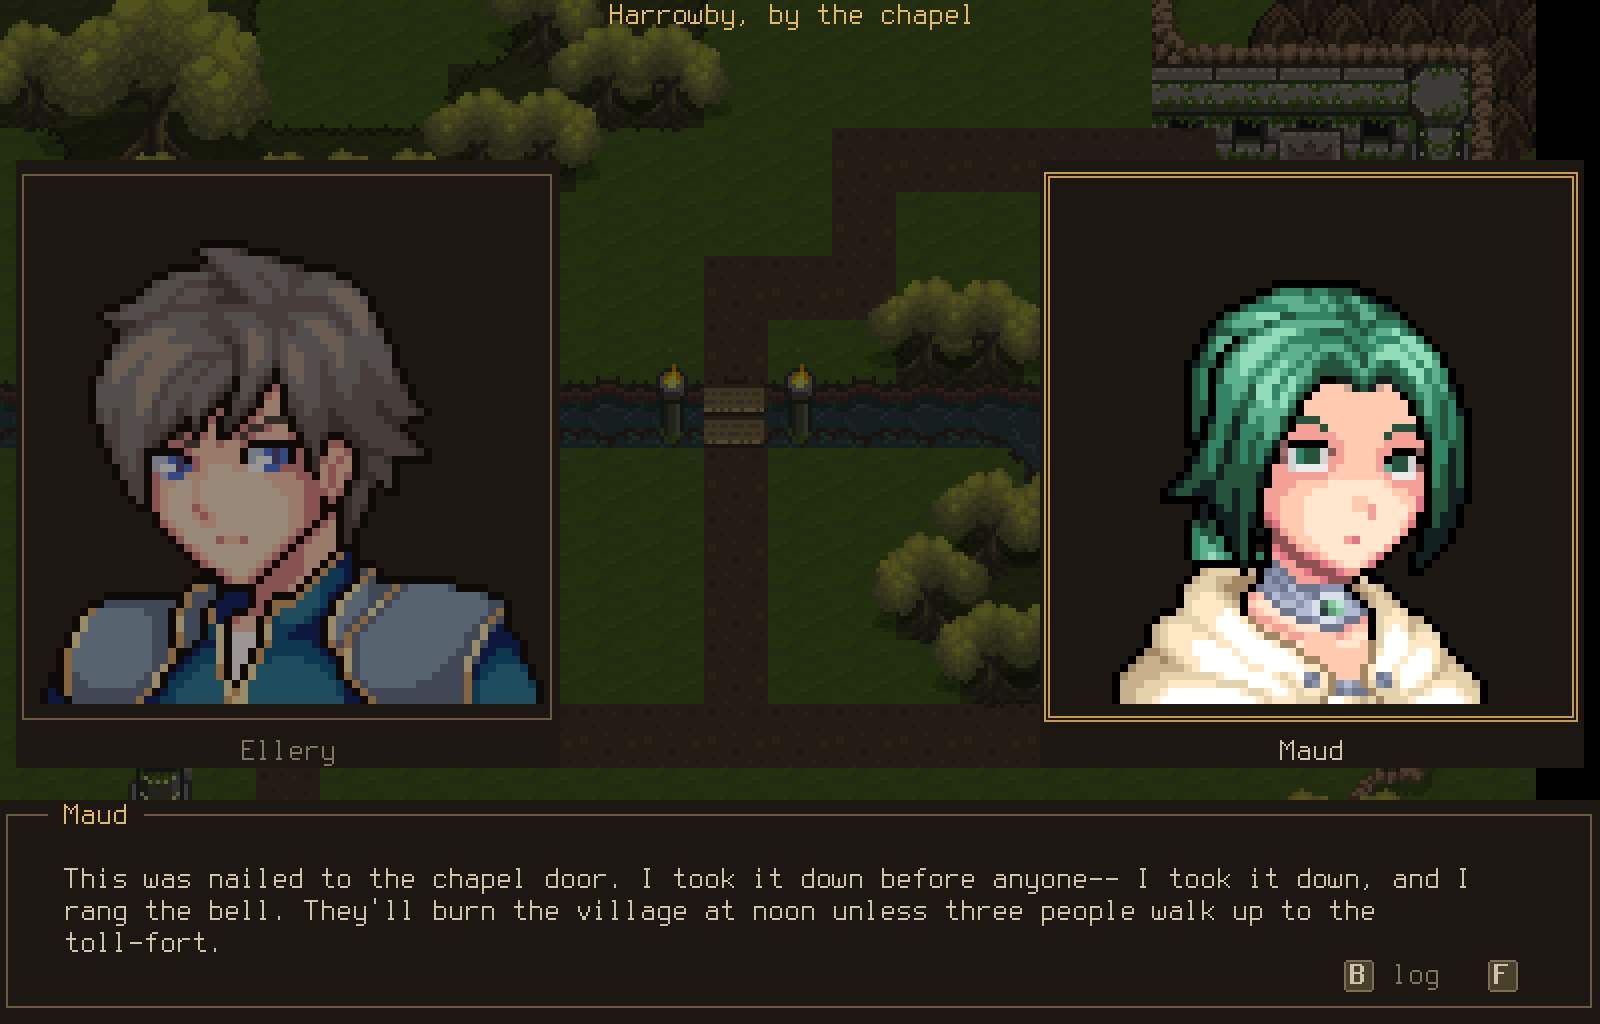 Harrowby, by the chapel
Ellery
Maud
Maud
This was nailed to the chapel door. I took it down before anyone-- I took it down, and I
rang the bell. They'll burn the village at noon unless three people walk up to the
toll-fort.
B log F